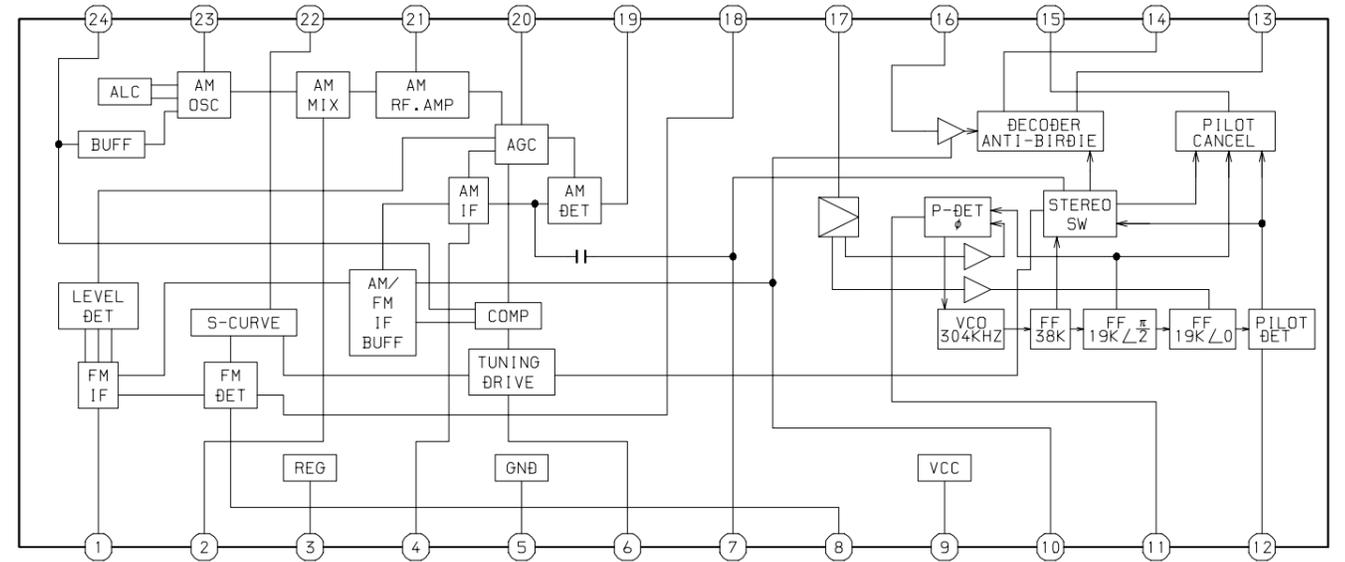 24 23 22 21 20 19 18 17 16 15 14 13
ALC
AM
OSC
AM
MIX
AM
RF.AMP
BUFF
AGC
DECODER
ANTI-BIRDIE
PILOT
CANCEL
AM
IF
AM
DET
P-DET
ϕ
STEREO
SW
LEVEL
DET
S-CURVE
AM/
FM
IF
BUFF
COMP
VCO
304KHZ
FF
38K
FF π
19K∠2
FF
19K∠0
PILOT
DET
FM
IF
FM
DET
TUNING
DRIVE
REG
GND
VCC
1 2 3 4 5 6 7 8 9 10 11 12